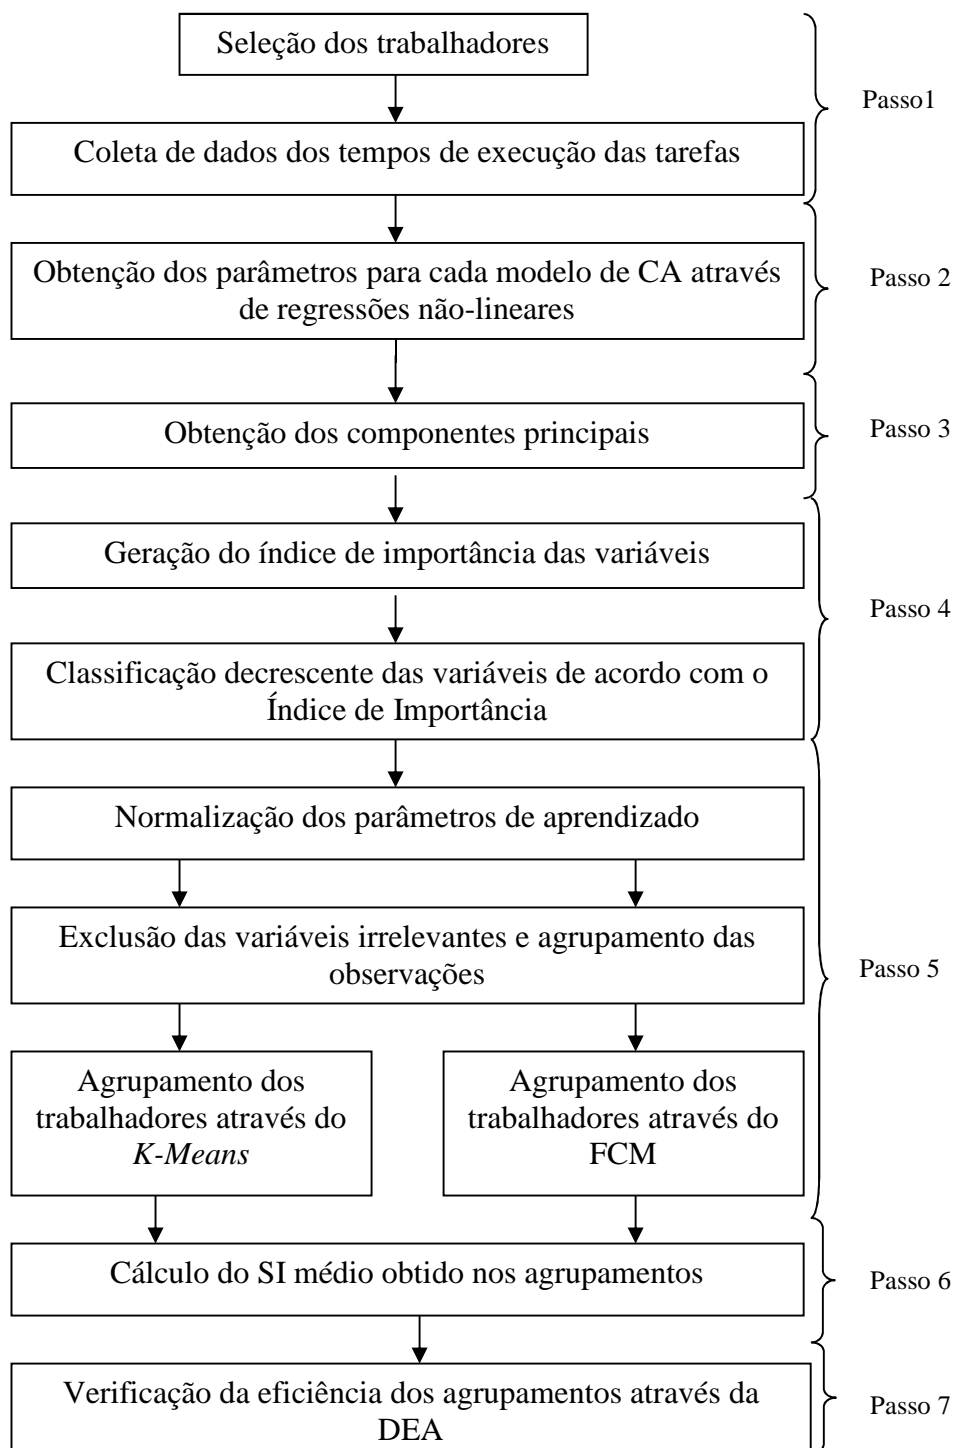 Seleção dos trabalhadores
Passo1
Coleta de dados dos tempos de execução das tarefas
Obtenção dos parâmetros para cada modelo de CA através
de regressões não-lineares
Passo 2
Obtenção dos componentes principais
Passo 3
Geração do índice de importância das variáveis
Passo 4
Classificação decrescente das variáveis de acordo com o
Índice de Importância
Normalização dos parâmetros de aprendizado
Exclusão das variáveis irrelevantes e agrupamento das
observações
Passo 5
Agrupamento dos
trabalhadores através do
K-Means
Agrupamento dos
trabalhadores através do
FCM
Cálculo do SI médio obtido nos agrupamentos
Passo 6
Verificação da eficiência dos agrupamentos através da
DEA
Passo 7